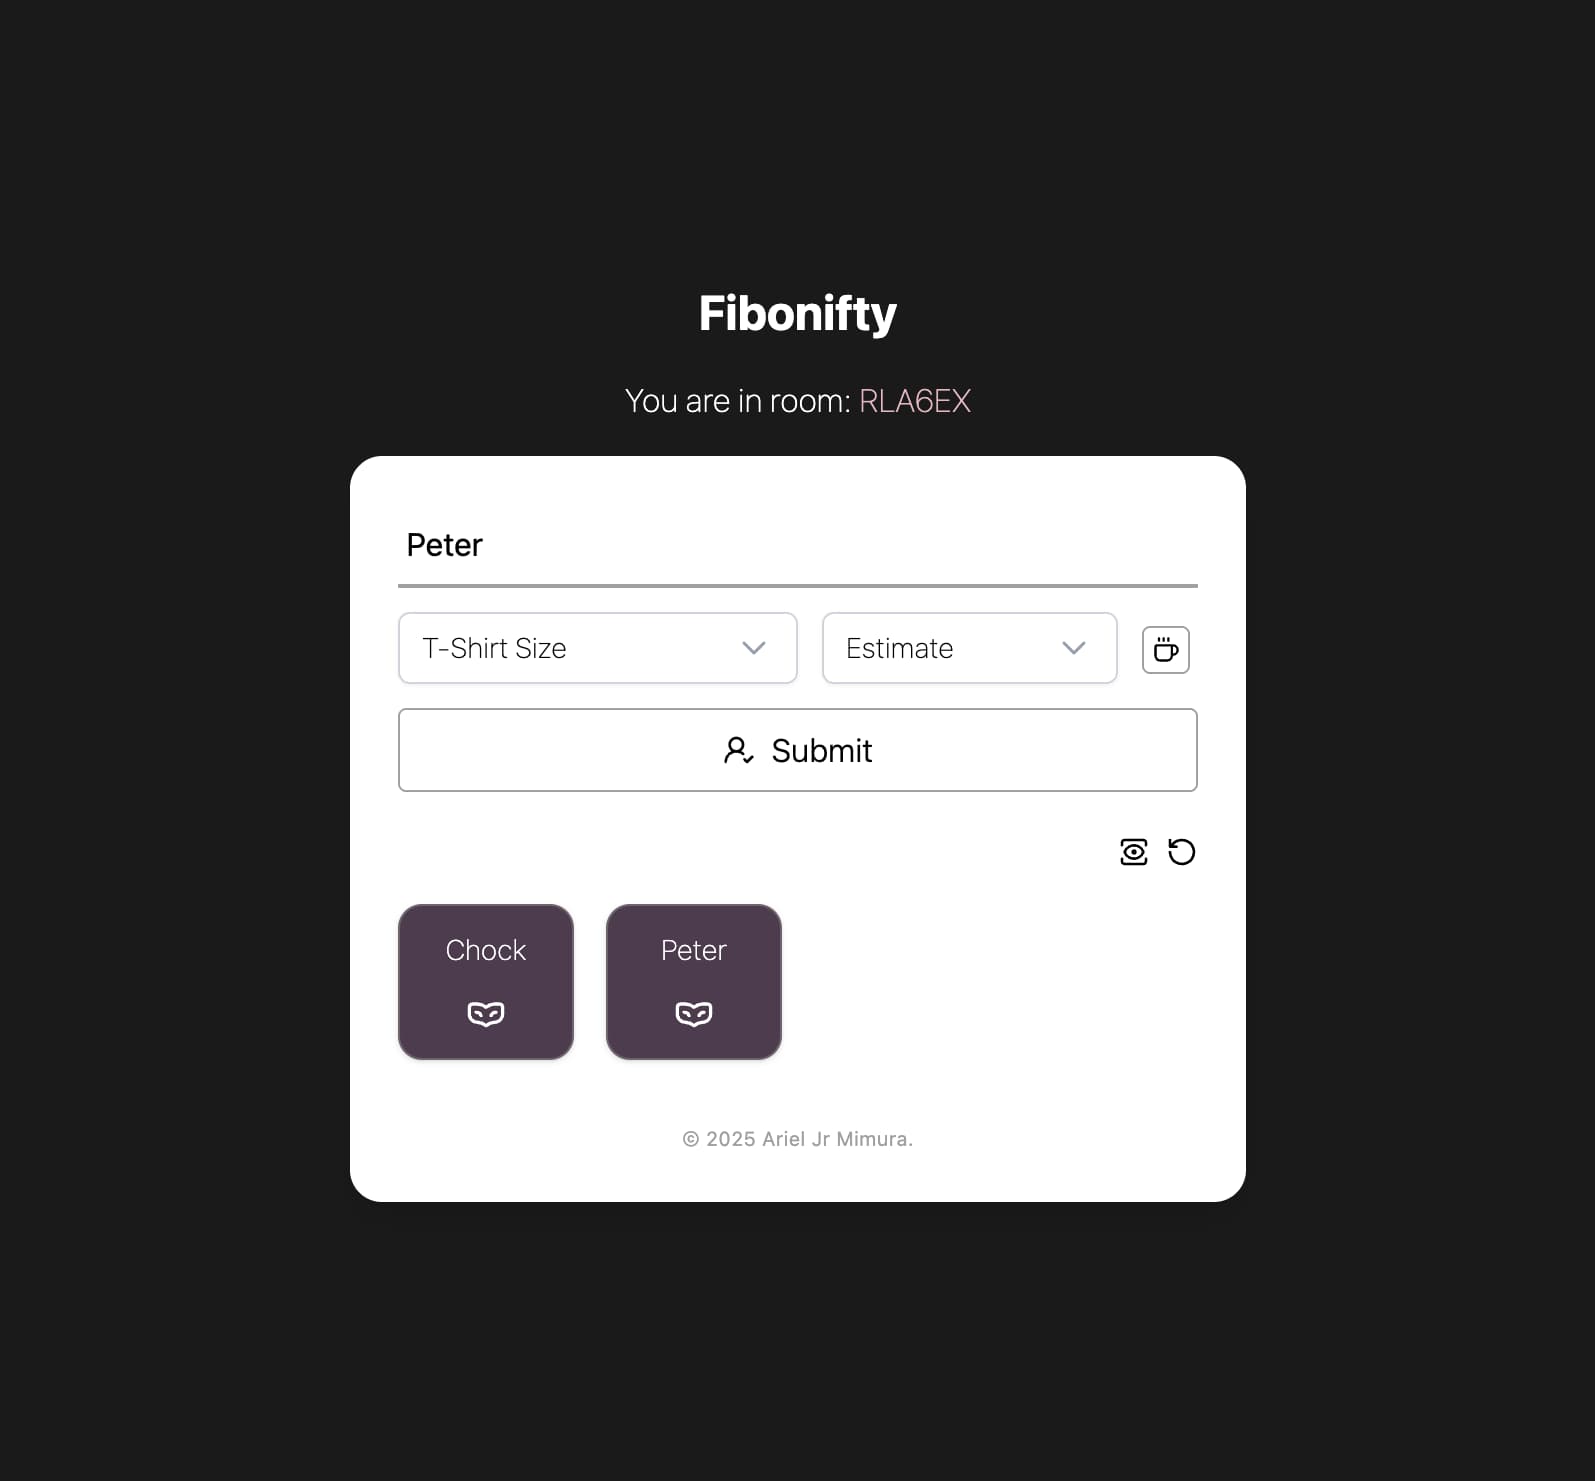 Fibonifty
You are in room: RLA6EX
Peter
T-Shirt Size
Estimate
Submit
Chock
Peter
© 2025 Ariel Jr Mimura.